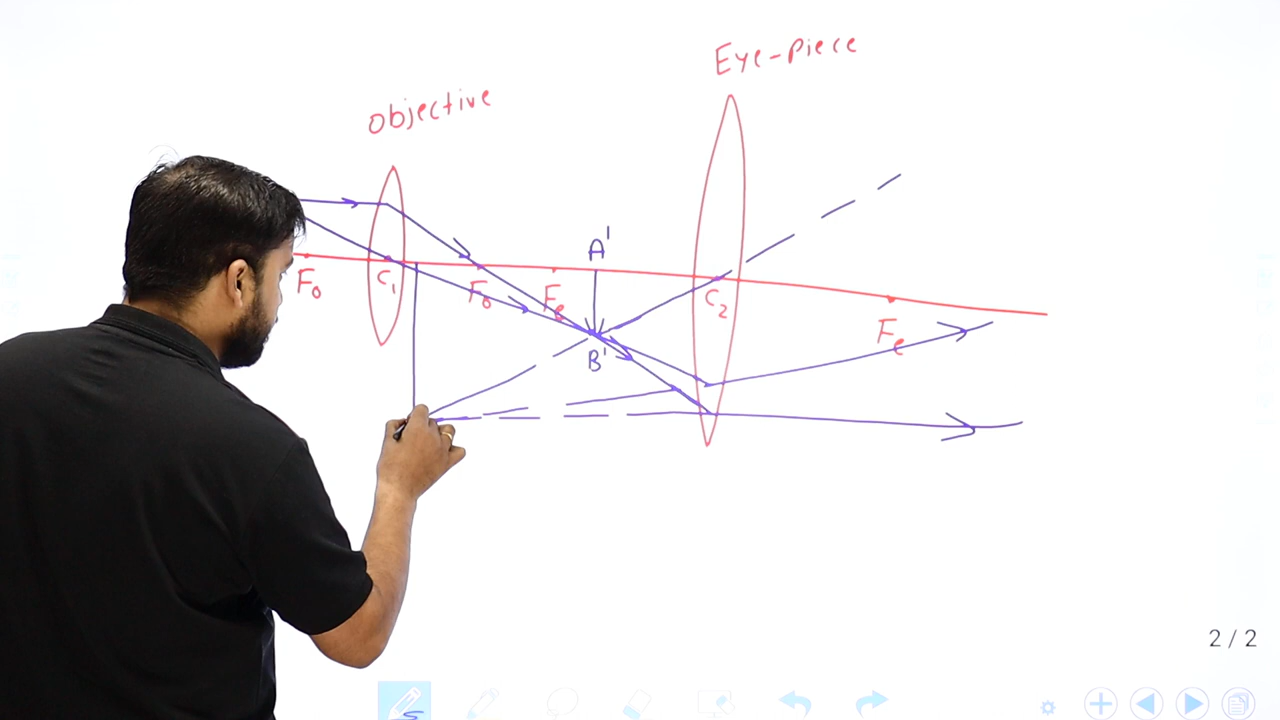 Eye-piece
objective
A'
F₀
C₁
F₀
Fₑ
C₂
B'
Fₑ
2 / 2